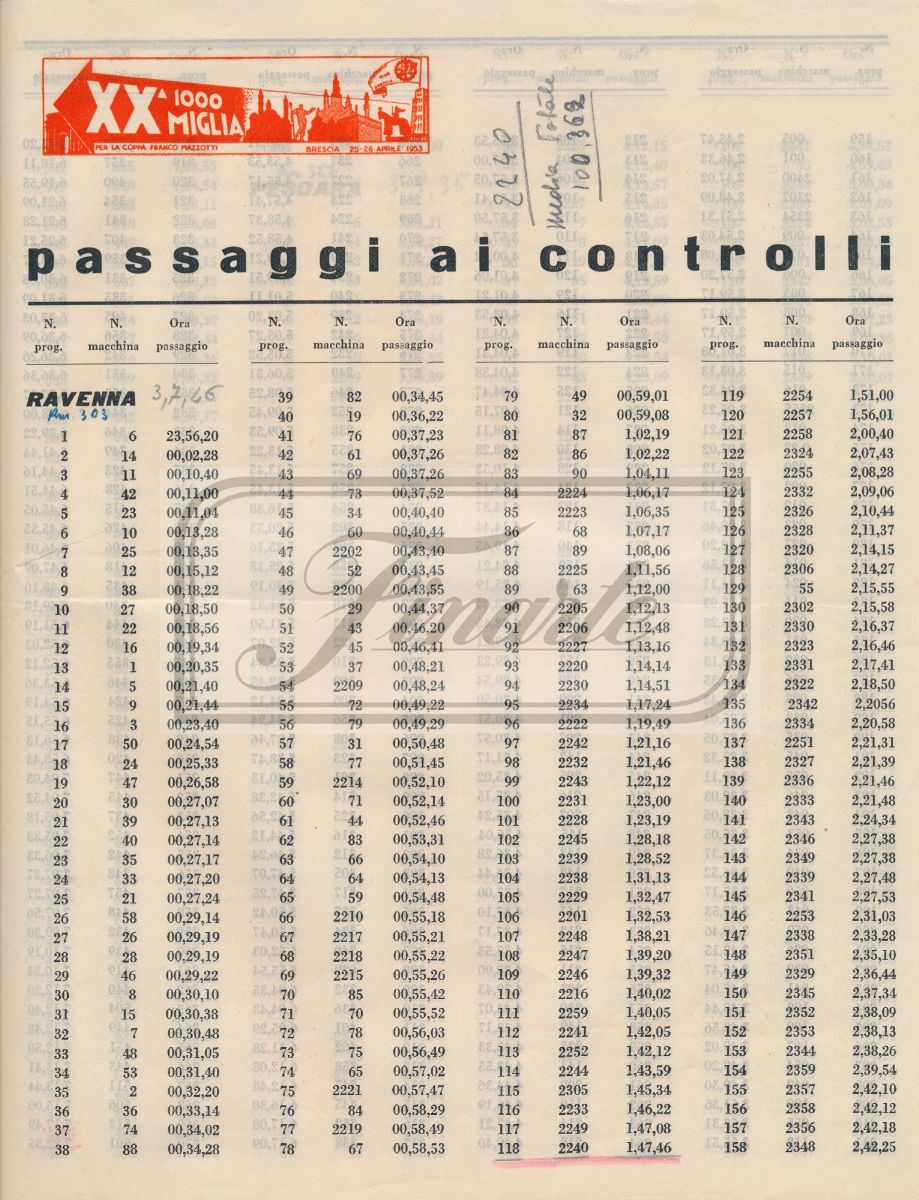 XXᴬ 1000 MIGLIA
PER LA COPPA FRANCO MAZZOTTI BRESCIA 25-26 APRILE 1953
2240
media Totale
100,362
passaggi ai controlli
N. prog. N. macchina Ora passaggio N. prog. N. macchina Ora passaggio N. prog. N. macchina Ora passaggio N. prog. N. macchina Ora passaggio
RAVENNA 3,7,46
Km. 303
1 6 23,56,20
2 14 00,02,28
3 11 00,10,40
4 42 00,11,00
5 23 00,11,04
6 10 00,13,28
7 25 00,13,35
8 12 00,15,12
9 38 00,18,22
10 27 00,18,50
11 22 00,18,56
12 16 00,19,34
13 1 00,20,35
14 5 00,21,40
15 9 00,21,44
16 3 00,23,40
17 50 00,24,54
18 24 00,25,33
19 47 00,26,58
20 30 00,27,07
21 39 00,27,13
22 40 00,27,14
23 35 00,27,17
24 33 00,27,20
25 21 00,27,24
26 58 00,29,14
27 26 00,29,19
28 28 00,29,19
29 46 00,29,22
30 8 00,30,10
31 15 00,30,38
32 7 00,30,48
33 48 00,31,05
34 53 00,31,40
35 2 00,32,20
36 36 00,33,14
37 74 00,34,02
38 88 00,34,28
39 82 00,34,45
40 19 00,36,22
41 76 00,37,23
42 61 00,37,26
43 69 00,37,26
44 73 00,37,52
45 34 00,40,40
46 60 00,40,44
47 2202 00,43,40
48 52 00,43,45
49 2200 00,43,55
50 29 00,44,37
51 43 00,46,20
52 45 00,46,41
53 37 00,48,21
54 2209 00,48,24
55 72 00,49,22
56 79 00,49,29
57 31 00,50,48
58 77 00,51,45
59 2214 00,52,10
60 71 00,52,14
61 44 00,52,46
62 83 00,53,31
63 66 00,54,10
64 64 00,54,13
65 59 00,54,48
66 2210 00,55,18
67 2217 00,55,21
68 2218 00,55,22
69 2215 00,55,26
70 85 00,55,42
71 70 00,55,52
72 78 00,56,03
73 75 00,56,49
74 65 00,57,02
75 2221 00,57,47
76 84 00,58,29
77 2219 00,58,49
78 67 00,58,53
79 49 00,59,01
80 32 00,59,08
81 87 1,02,19
82 86 1,02,22
83 90 1,04,11
84 2224 1,06,17
85 2223 1,06,35
86 68 1,07,17
87 89 1,08,06
88 2225 1,11,56
89 63 1,12,00
90 2205 1,12,13
91 2206 1,12,48
92 2227 1,13,16
93 2220 1,14,14
94 2230 1,14,51
95 2234 1,17,24
96 2222 1,19,49
97 2242 1,21,16
98 2232 1,21,46
99 2243 1,22,12
100 2231 1,23,00
101 2228 1,23,19
102 2245 1,28,18
103 2239 1,28,52
104 2238 1,31,13
105 2229 1,32,47
106 2201 1,32,53
107 2248 1,38,21
108 2247 1,39,20
109 2246 1,39,32
110 2216 1,40,02
111 2259 1,40,05
112 2241 1,42,05
113 2252 1,42,12
114 2244 1,43,59
115 2305 1,45,34
116 2233 1,46,22
117 2249 1,47,08
118 2240 1,47,46
119 2254 1,51,00
120 2257 1,56,01
121 2258 2,00,40
122 2324 2,07,43
123 2255 2,08,28
124 2332 2,09,06
125 2326 2,10,44
126 2328 2,11,37
127 2320 2,14,15
128 2306 2,14,27
129 55 2,15,55
130 2302 2,15,58
131 2330 2,16,37
132 2323 2,16,46
133 2331 2,17,41
134 2322 2,18,50
135 2342 2,2056
136 2334 2,20,58
137 2251 2,21,31
138 2327 2,21,39
139 2336 2,21,46
140 2333 2,21,48
141 2343 2,24,34
142 2346 2,27,38
143 2349 2,27,38
144 2339 2,27,48
145 2341 2,27,53
146 2253 2,31,03
147 2338 2,33,28
148 2351 2,35,10
149 2329 2,36,44
150 2345 2,37,34
151 2352 2,38,09
152 2353 2,38,13
153 2344 2,38,26
154 2359 2,39,54
155 2357 2,42,10
156 2358 2,42,12
157 2356 2,42,18
158 2348 2,42,25
Finarte